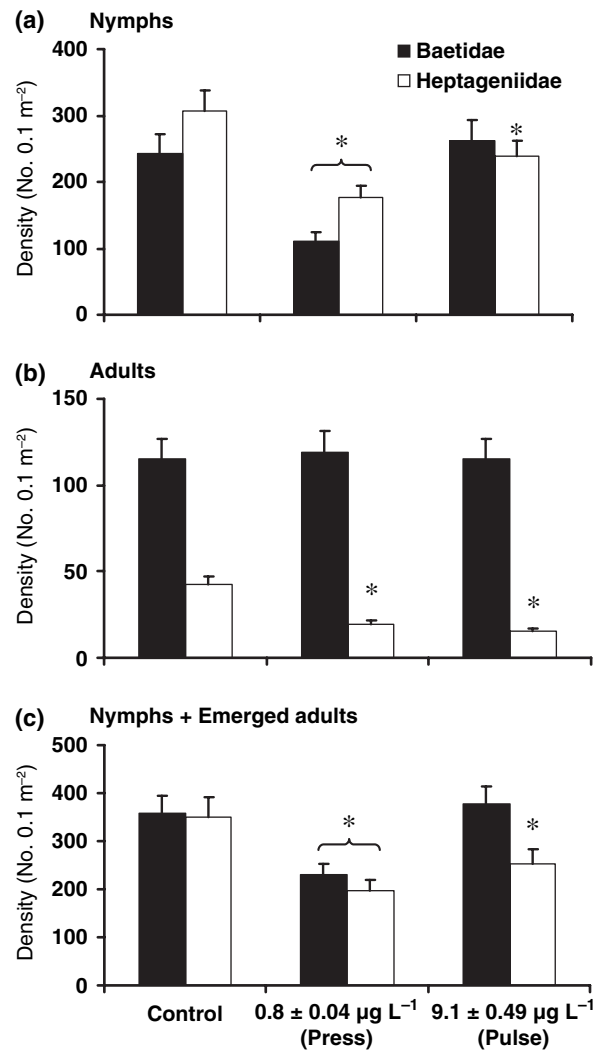 (a) Nymphs
400
300
200
100
0
Density (No. 0.1 m⁻²)
Baetidae
Heptageniidae
*
*
(b) Adults
150
100
50
0
Density (No. 0.1 m⁻²)
*
*
(c) Nymphs + Emerged adults
500
400
300
200
100
0
Density (No. 0.1 m⁻²)
*
*
Control
0.8 ± 0.04 µg L⁻¹
(Press)
9.1 ± 0.49 µg L⁻¹
(Pulse)